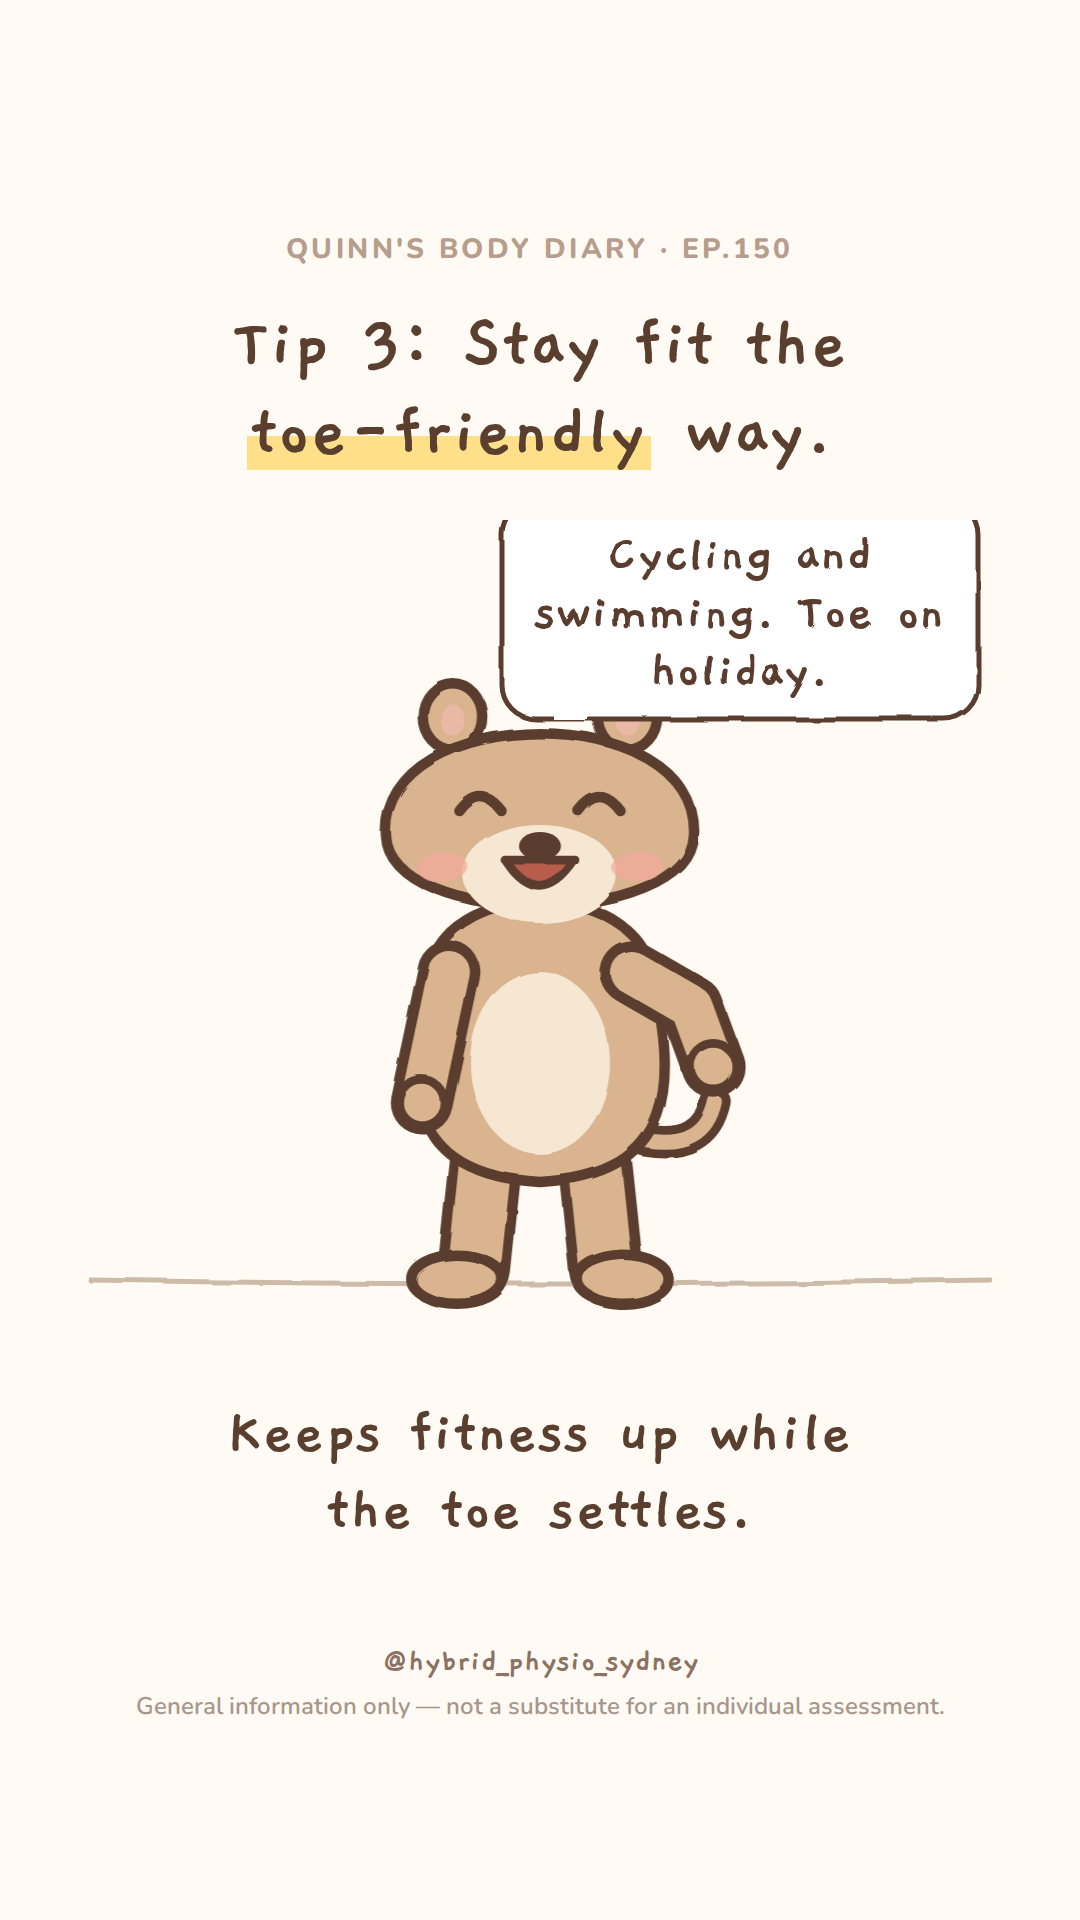 QUINN'S BODY DIARY · EP.150
Tip 3: Stay fit the
toe-friendly way.
Cycling and
swimming. Toe on
holiday.
Keeps fitness up while
the toe settles.
@hybrid_physio_sydney
General information only — not a substitute for an individual assessment.